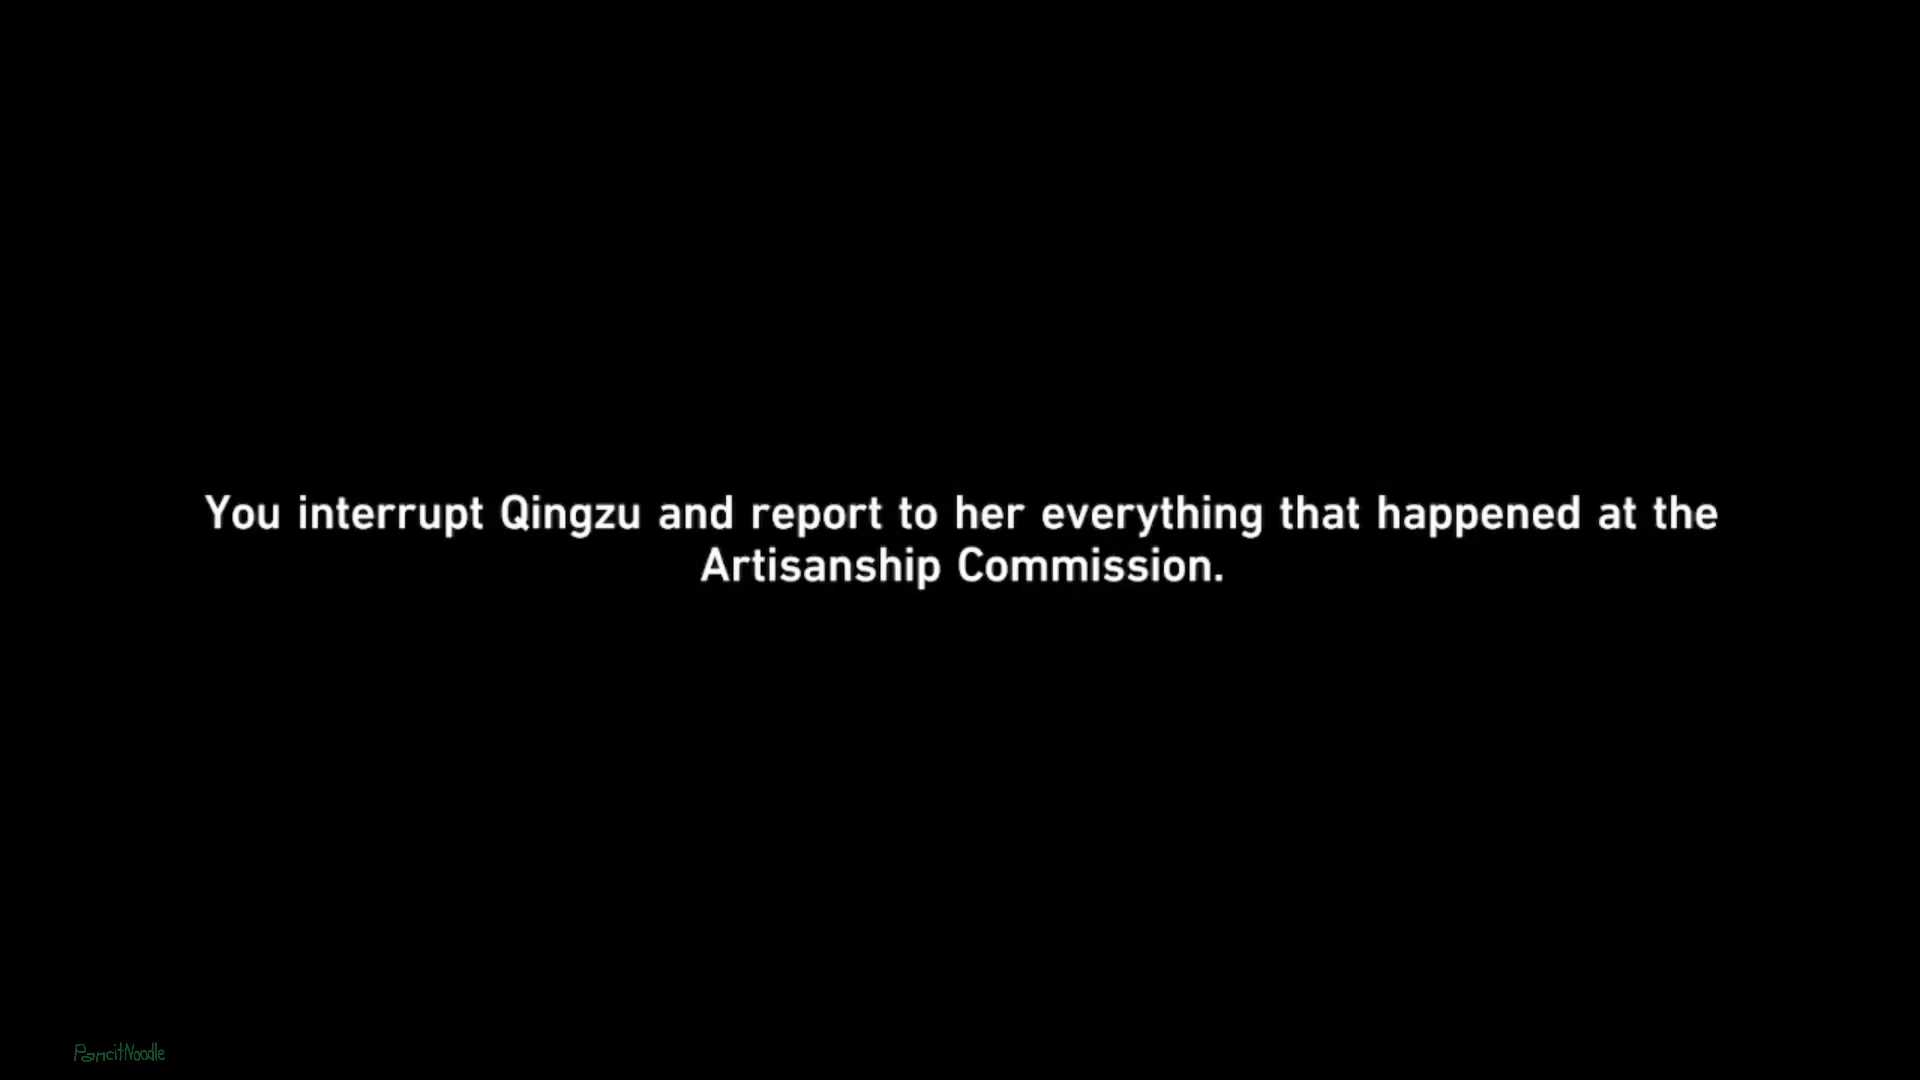 You interrupt Qingzu and report to her everything that happened at the
Artisanship Commission.
PancitNoodle